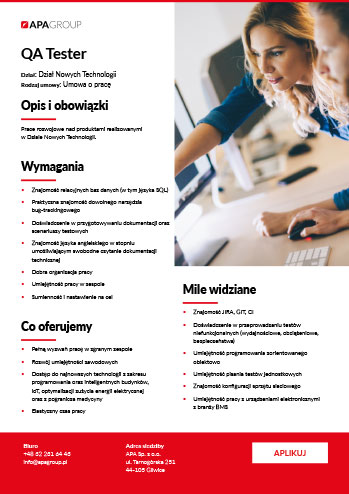 APAGROUP
QA Tester
Dział: Dział Nowych Technologii
Rodzaj umowy: Umowa o pracę
Opis i obowiązki
Prace rozwojowe nad produktami realizowanymi
w Dziale Nowych Technologii.
Wymagania
• Znajomość relacyjnych baz danych (w tym języka SQL)
• Praktyczna znajomość dowolnego narzędzia
bug-trackingowego
• Doświadczenie w przygotowywaniu dokumentacji oraz
scenariuszy testowych
• Znajomość języka angielskiego w stopniu
umożliwiającym swobodne czytanie dokumentacji
technicznej
• Dobra organizacja pracy
• Umiejętność pracy w zespole
• Sumienność i nastawienie na cel
Co oferujemy
• Pełną wyzwań pracę w zgranym zespole
• Rozwój umiejętności zawodowych
• Dostęp do najnowszych technologii z zakresu
programowania oraz inteligentnych budynków,
IoT, optymalizacji zużycia energii elektrycznej
oraz z pogranicza medycyny
• Elastyczny czas pracy
Mile widziane
• Znajomość JIRA, GIT, CI
• Doświadczenie w przeprowadzaniu testów
niefunkcjonalnych (wydajnościowe, obciążeniowe,
bezpieczeństwa)
• Umiejętność programowania zorientowanego
obiektowo
• Umiejętność pisania testów jednostkowych
• Znajomość konfiguracji sprzętu sieciowego
• Umiejętność pracy z urządzeniami elektronicznymi
z branży BMS
Biuro
+48 32 231 64 43
info@apagroup.pl
Adres siedziby
APA Sp. z o.o.
ul. Tarnogórska 251
44-105 Gliwice
APLIKUJ